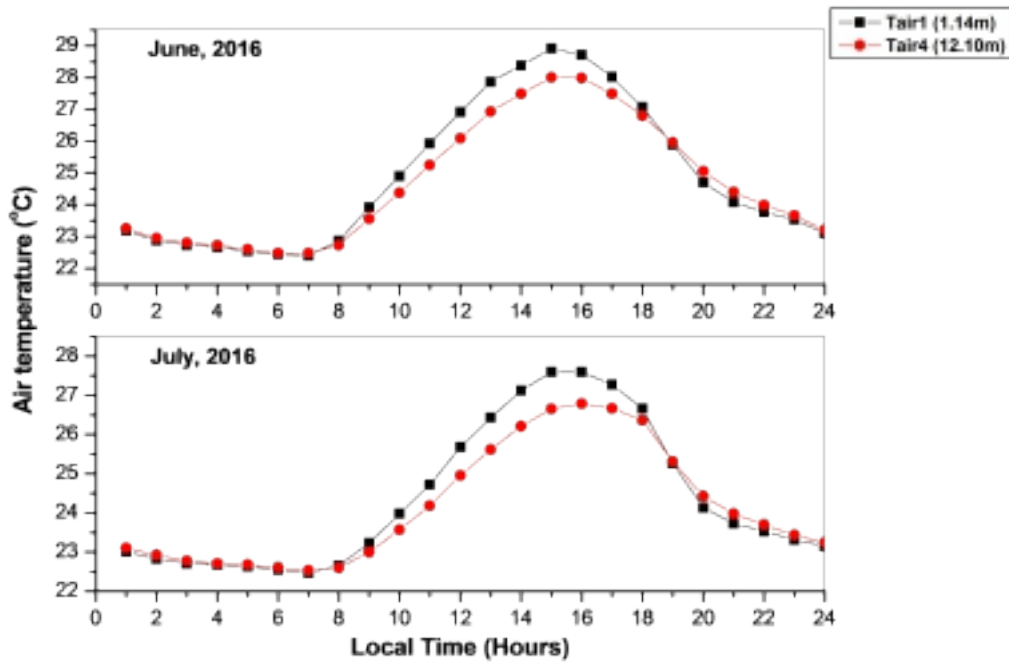 Tair1 (1.14m)
Tair4 (12.10m)
June, 2016
29
28
27
26
25
24
23
22
0 2 4 6 8 10 12 14 16 18 20 22 24
July, 2016
28
27
26
25
24
23
22
0 2 4 6 8 10 12 14 16 18 20 22 24
Air temperature (°C)
Local Time (Hours)